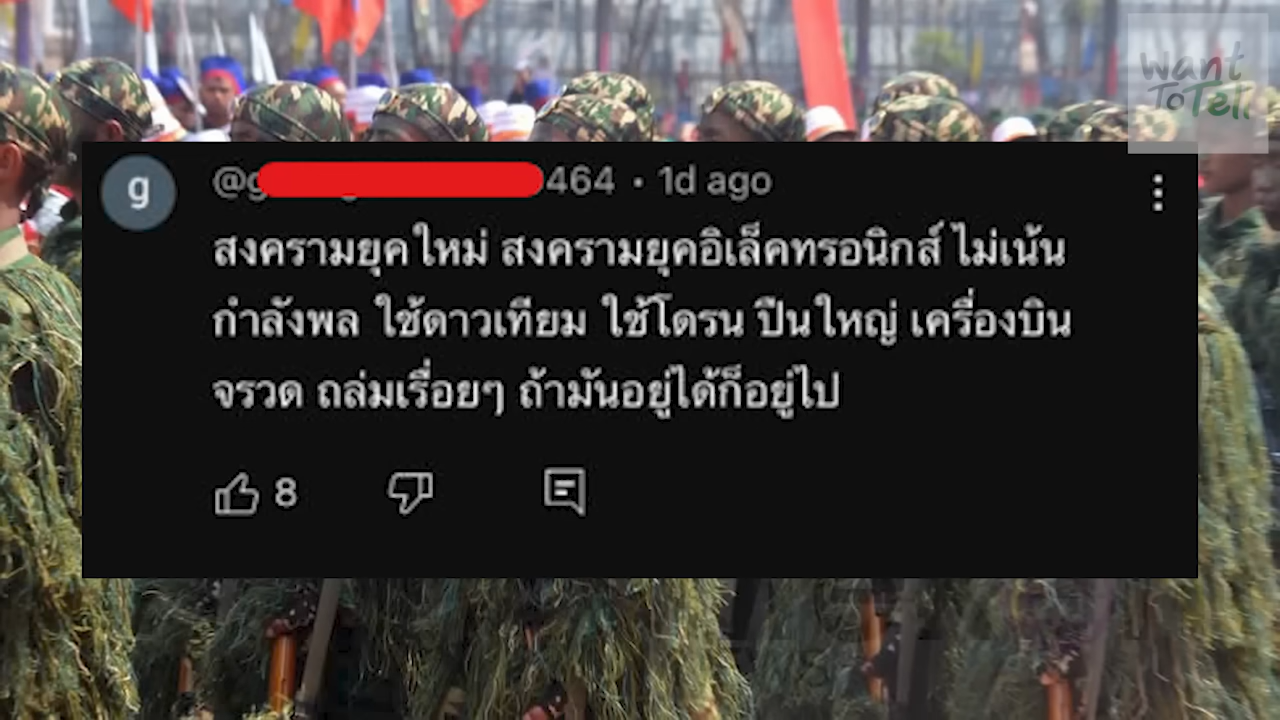 Want
To Tell
g
@g 464 · 1d ago
สงครามยุคใหม่ สงครามยุคอิเล็คทรอนิกส์ ไม่เน้น
กำลังพล ใช้ดาวเทียม ใช้โดรน ปืนใหญ่ เครื่องบิน
จรวด ถล่มเรื่อยๆ ถ้ามันอยู่ได้ก็อยู่ไป
8